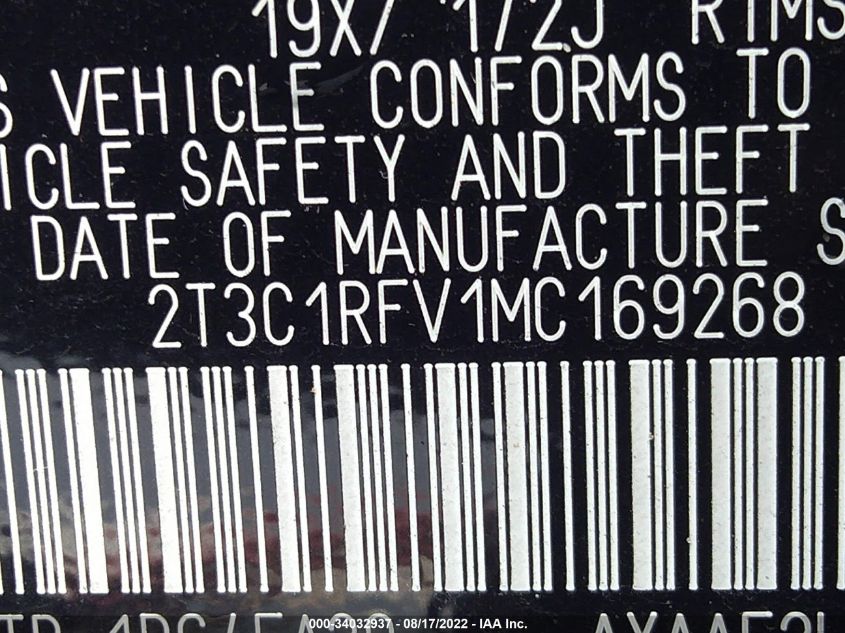 19X7 1/2J RIMS
S VEHICLE CONFORMS TO
ICLE SAFETY AND THEFT
DATE OF MANUFACTURE S
2T3C1RFV1MC169268
000-34032937 - 08/17/2022 - IAA Inc.